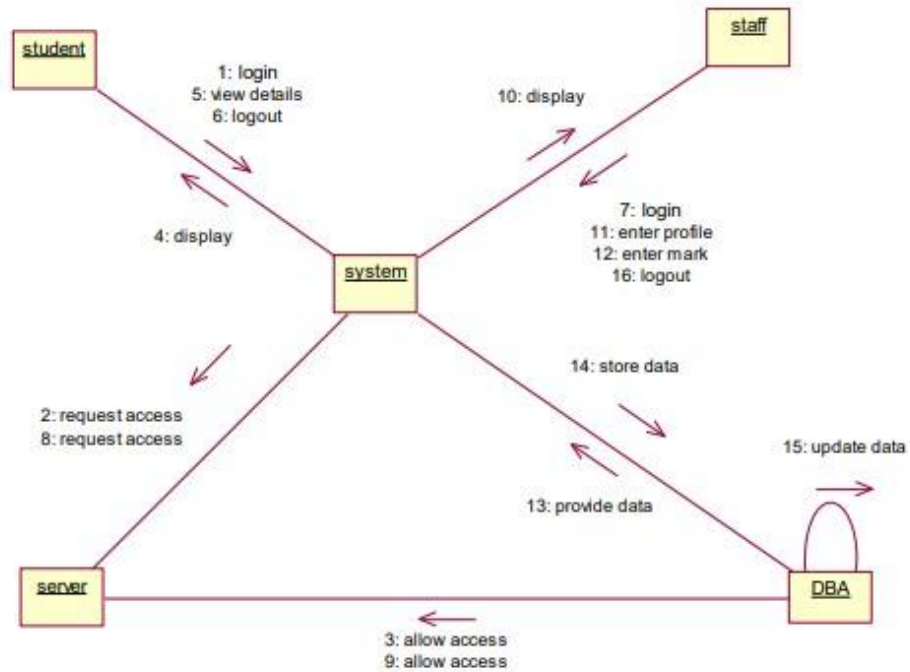 student
staff
1: login
5: view details
6: logout
10: display
4: display
7: login
11: enter profile
12: enter mark
16: logout
system
14: store data
2: request access
8: request access
15: update data
13: provide data
server
DBA
3: allow access
9: allow access